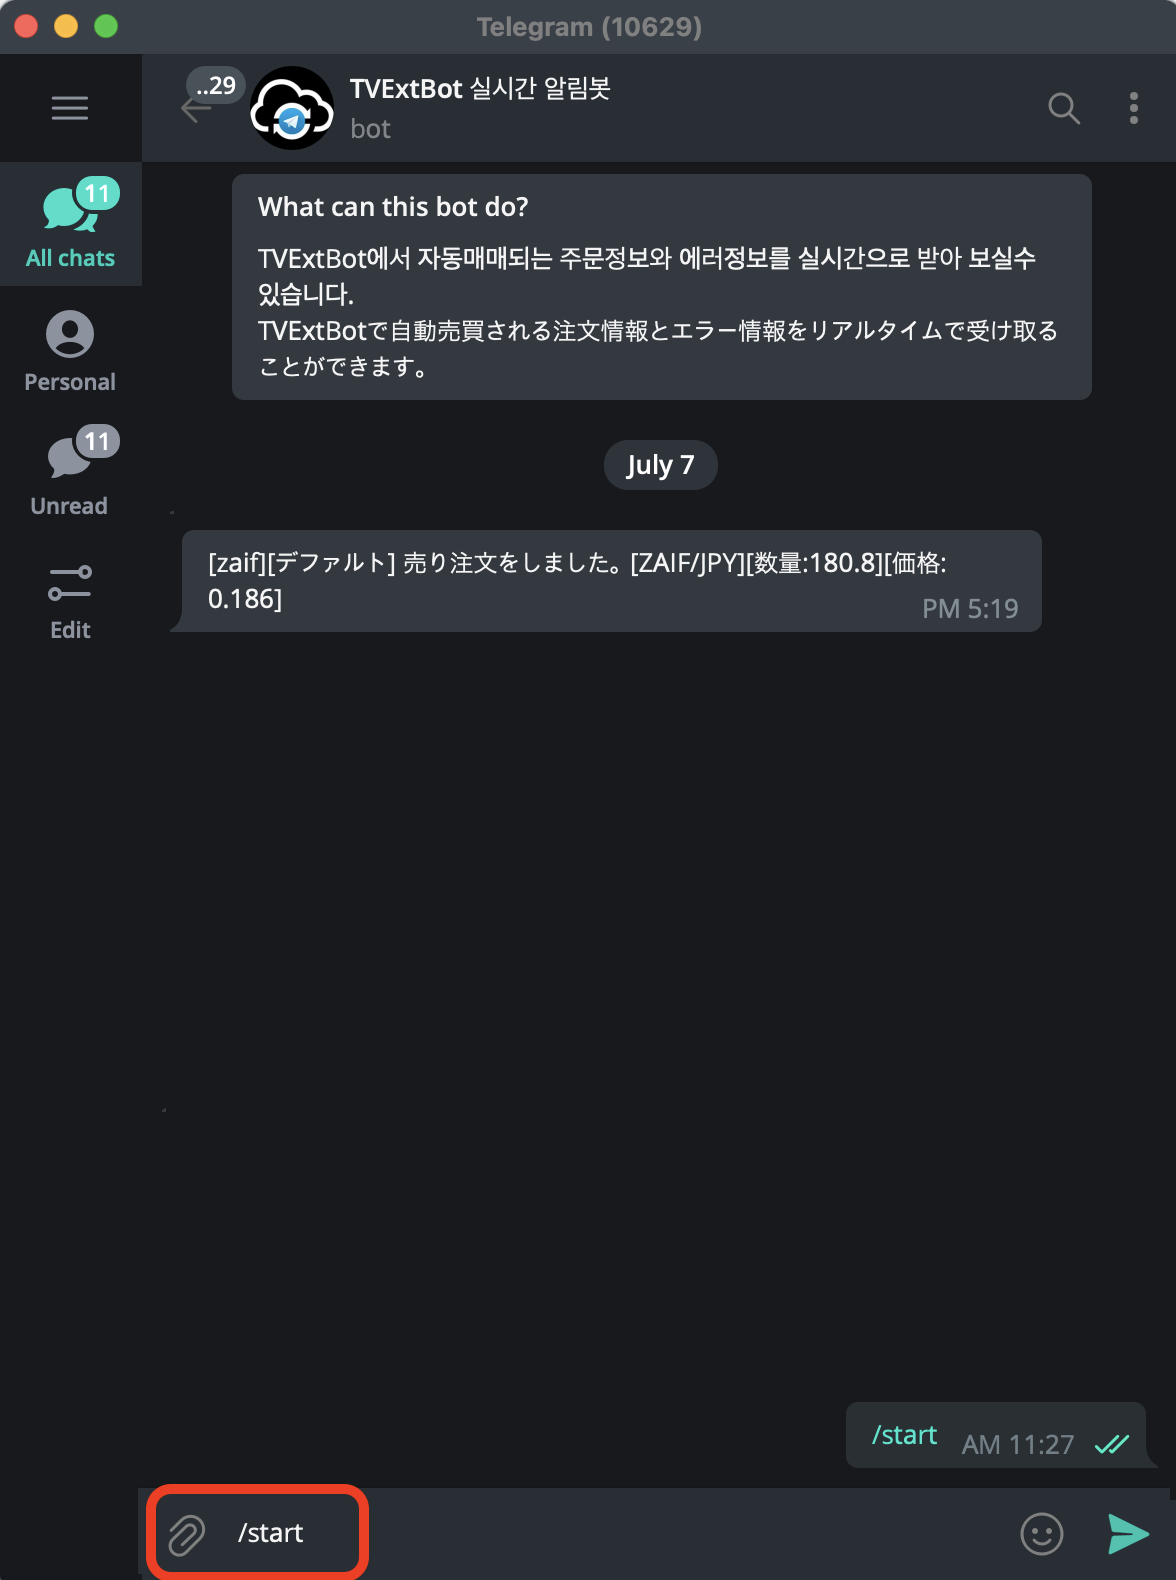 Telegram (10629)
..29
TVExtBot 실시간 알림봇
bot
11
All chats
Personal
11
Unread
Edit
What can this bot do?
TVExtBot에서 자동매매되는 주문정보와 에러정보를 실시간으로 받아 보실수
있습니다.
TVExtBotで自動売買される注文情報とエラー情報をリアルタイムで受け取る
ことができます。
July 7
[zaif][デファルト] 売り注文をしました。[ZAIF/JPY][数量:180.8][価格:
0.186]
PM 5:19
/start AM 11:27
/start